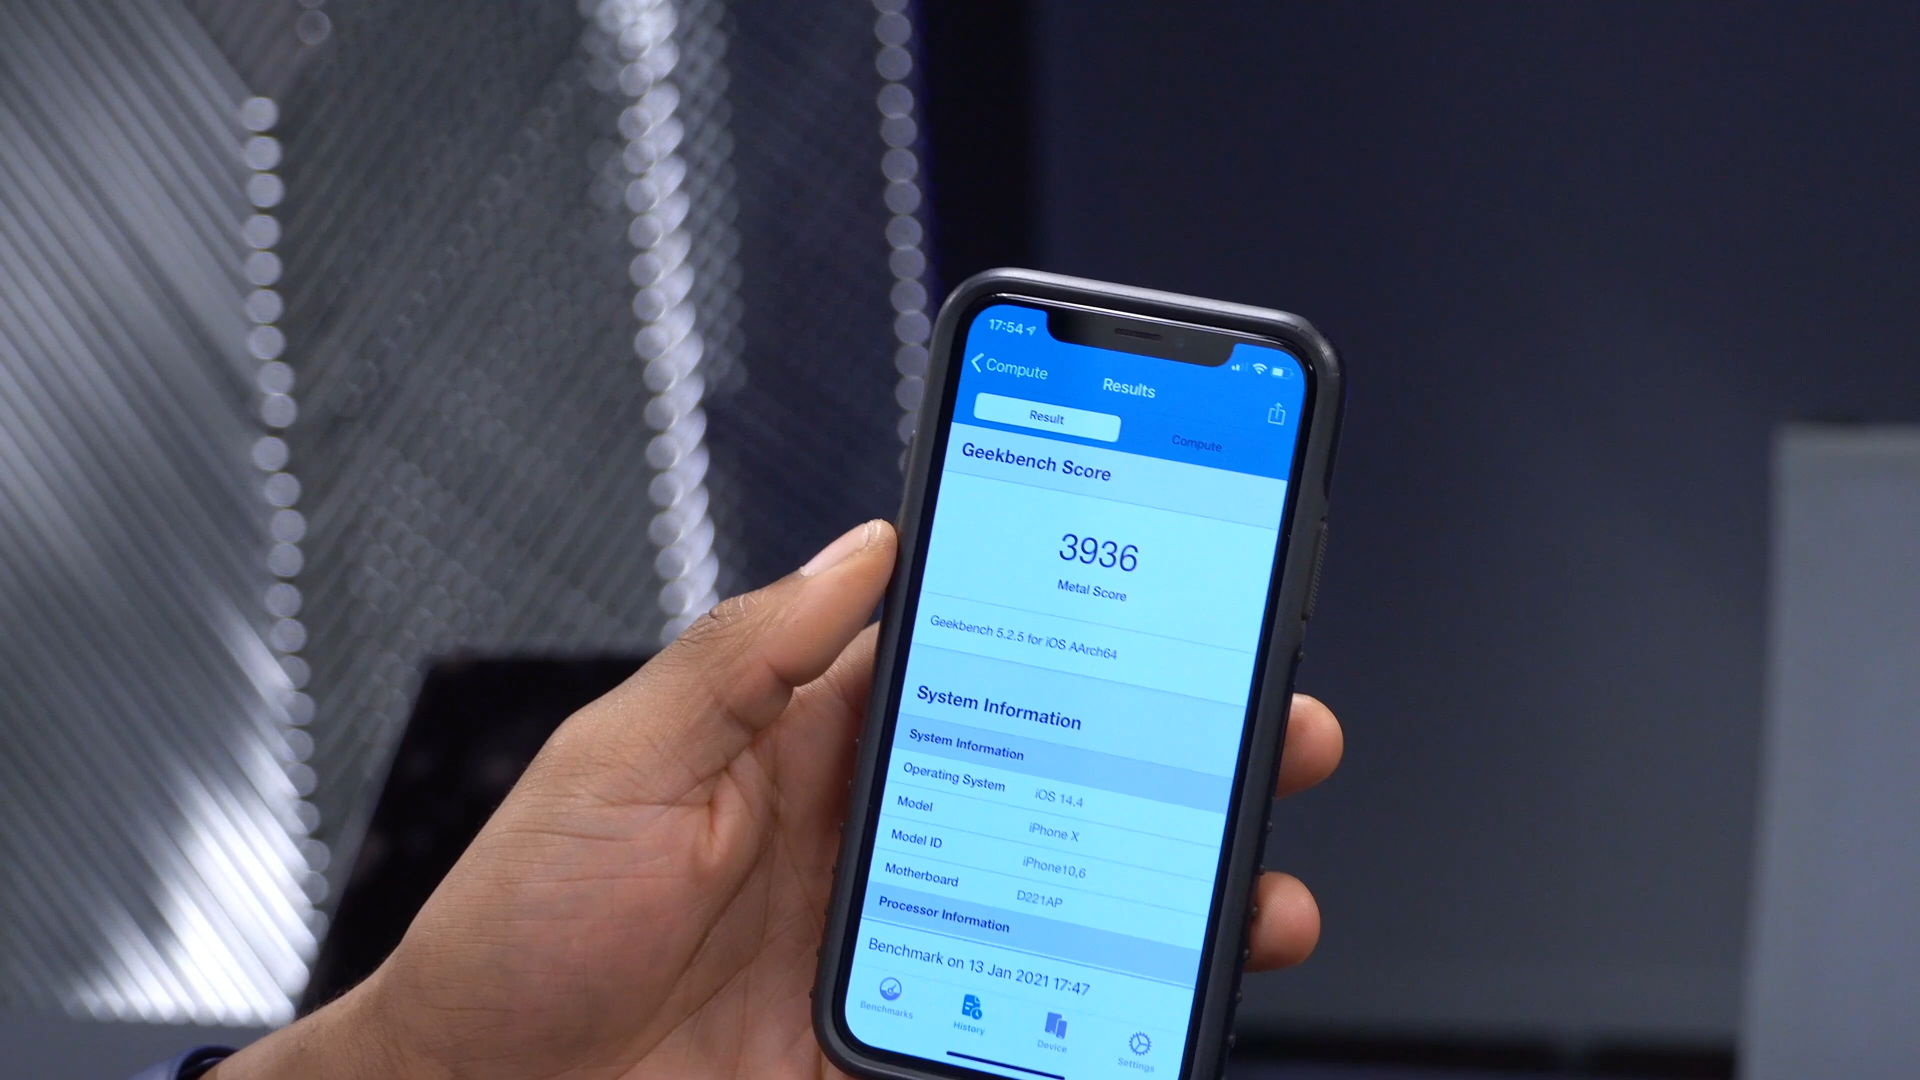 17:54
Compute
Results
Result
Compute
Geekbench Score
3936
Metal Score
Geekbench 5.2.5 for iOS AArch64
System Information
System Information
Operating System iOS 14.4
Model iPhone X
Model ID iPhone10,6
Motherboard D221AP
Processor Information
Benchmark on 13 Jan 2021 17:47
Benchmarks
History
Device
Settings